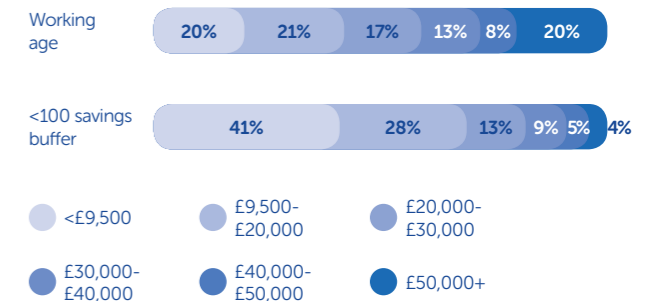 Working
age
20% 21% 17% 13% 8% 20%
<100 savings
buffer
41% 28% 13% 9% 5% 4%
<£9,500
£9,500-
£20,000
£20,000-
£30,000
£30,000-
£40,000
£40,000-
£50,000
£50,000+